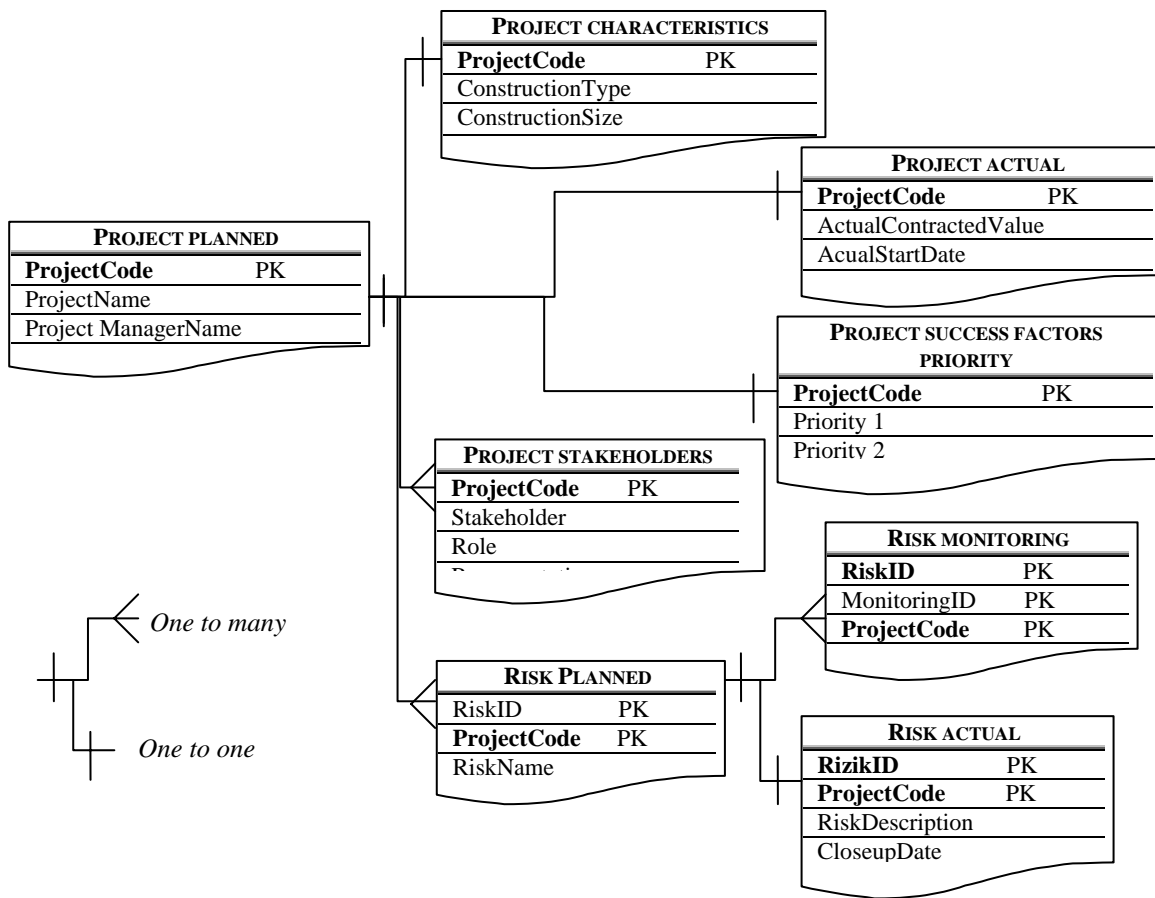 PROJECT CHARACTERISTICS
ProjectCode PK
ConstructionType
ConstructionSize
PROJECT ACTUAL
ProjectCode PK
ActualContractedValue
AcualStartDate
PROJECT PLANNED
ProjectCode PK
ProjectName
Project ManagerName
PROJECT SUCCESS FACTORS
PRIORITY
ProjectCode PK
Priority 1
Priority 2
PROJECT STAKEHOLDERS
ProjectCode PK
Stakeholder
Role
RISK MONITORING
RiskID PK
MonitoringID PK
ProjectCode PK
One to many
One to one
RISK PLANNED
RiskID PK
ProjectCode PK
RiskName
RISK ACTUAL
RizikID PK
ProjectCode PK
RiskDescription
CloseupDate